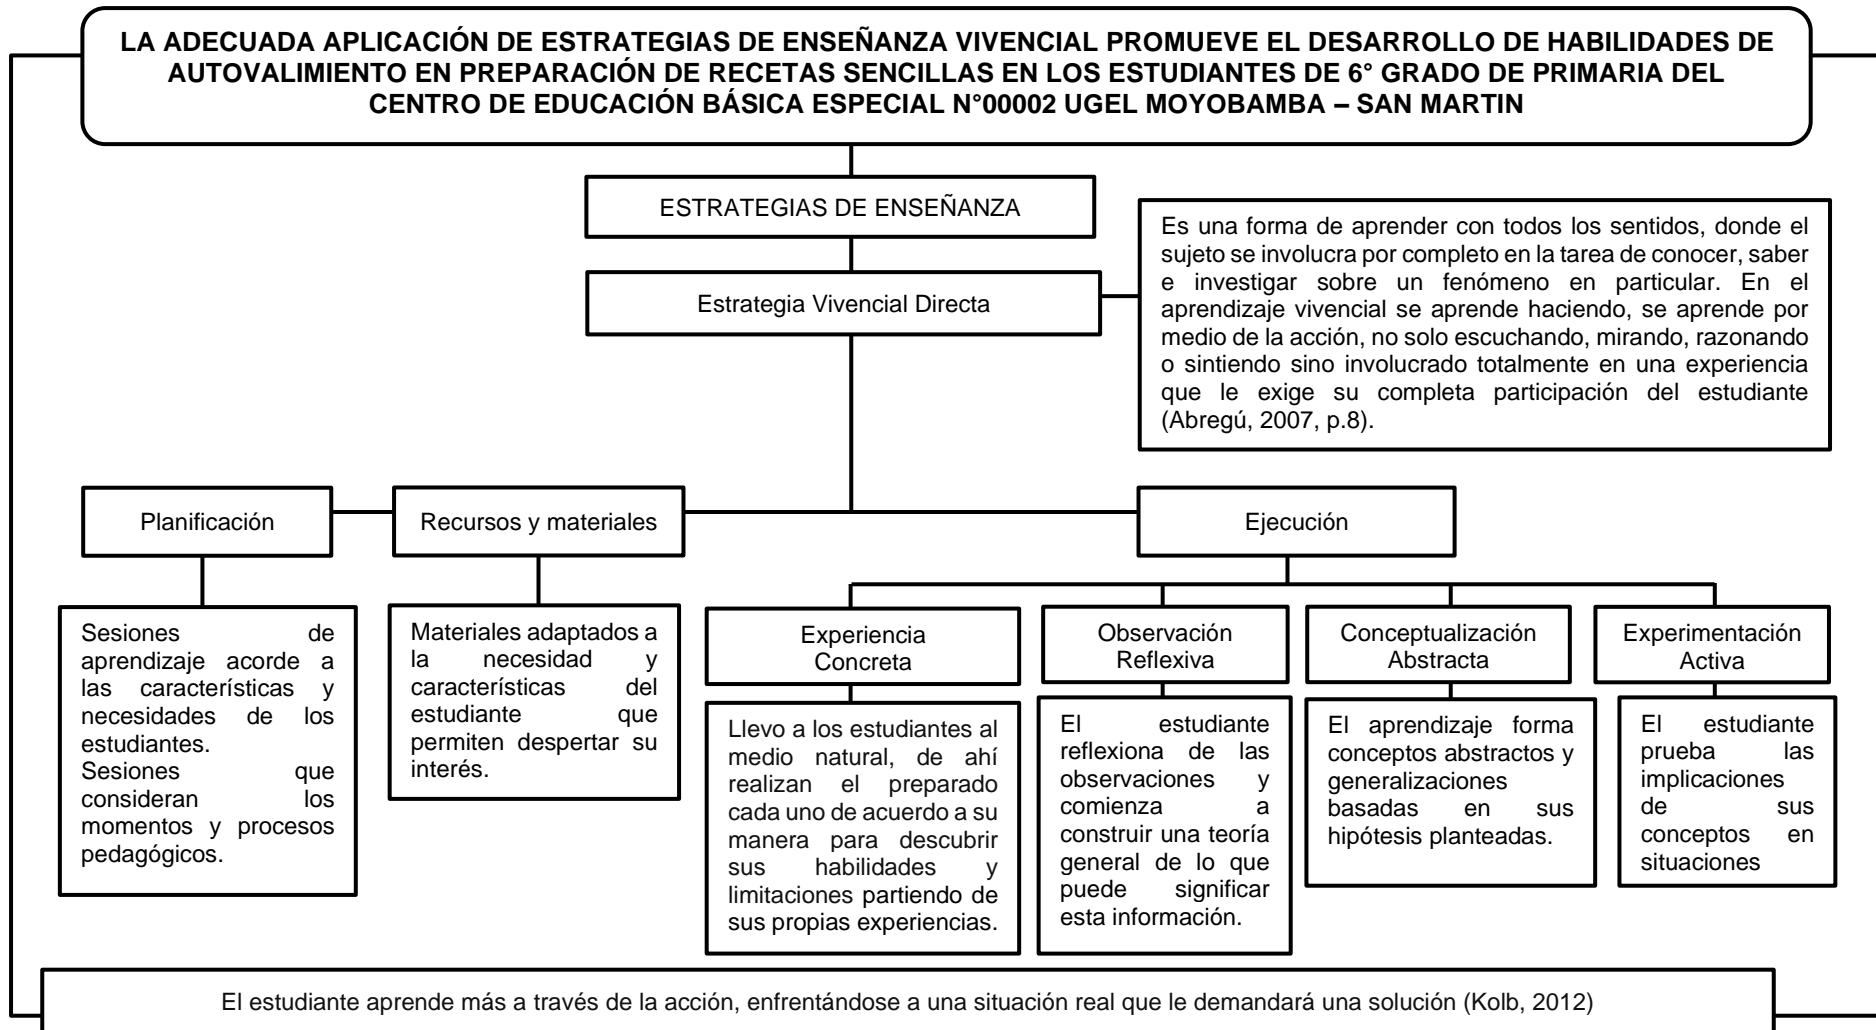 LA ADECUADA APLICACIÓN DE ESTRATEGIAS DE ENSEÑANZA VIVENCIAL PROMUEVE EL DESARROLLO DE HABILIDADES DE
AUTOVALIMIENTO EN PREPARACIÓN DE RECETAS SENCILLAS EN LOS ESTUDIANTES DE 6° GRADO DE PRIMARIA DEL
CENTRO DE EDUCACIÓN BÁSICA ESPECIAL N°00002 UGEL MOYOBAMBA – SAN MARTIN
ESTRATEGIAS DE ENSEÑANZA
Estrategia Vivencial Directa
Es una forma de aprender con todos los sentidos, donde el
sujeto se involucra por completo en la tarea de conocer, saber
e investigar sobre un fenómeno en particular. En el
aprendizaje vivencial se aprende haciendo, se aprende por
medio de la acción, no solo escuchando, mirando, razonando
o sintiendo sino involucrado totalmente en una experiencia
que le exige su completa participación del estudiante
(Abregú, 2007, p.8).
Planificación
Recursos y materiales
Ejecución
Sesiones de
aprendizaje acorde a
las características y
necesidades de los
estudiantes.
Sesiones que
consideran los
momentos y procesos
pedagógicos.
Materiales adaptados a
la necesidad y
características del
estudiante que
permiten despertar su
interés.
Experiencia
Concreta
Observación
Reflexiva
Conceptualización
Abstracta
Experimentación
Activa
Llevo a los estudiantes al
medio natural, de ahí
realizan el preparado
cada uno de acuerdo a su
manera para descubrir
sus habilidades y
limitaciones partiendo de
sus propias experiencias.
El estudiante
reflexiona de las
observaciones y
comienza a
construir una teoría
general de lo que
puede significar
esta información.
El aprendizaje forma
conceptos abstractos y
generalizaciones
basadas en sus
hipótesis planteadas.
El estudiante
prueba las
implicaciones
de sus
conceptos en
situaciones
El estudiante aprende más a través de la acción, enfrentándose a una situación real que le demandará una solución (Kolb, 2012)